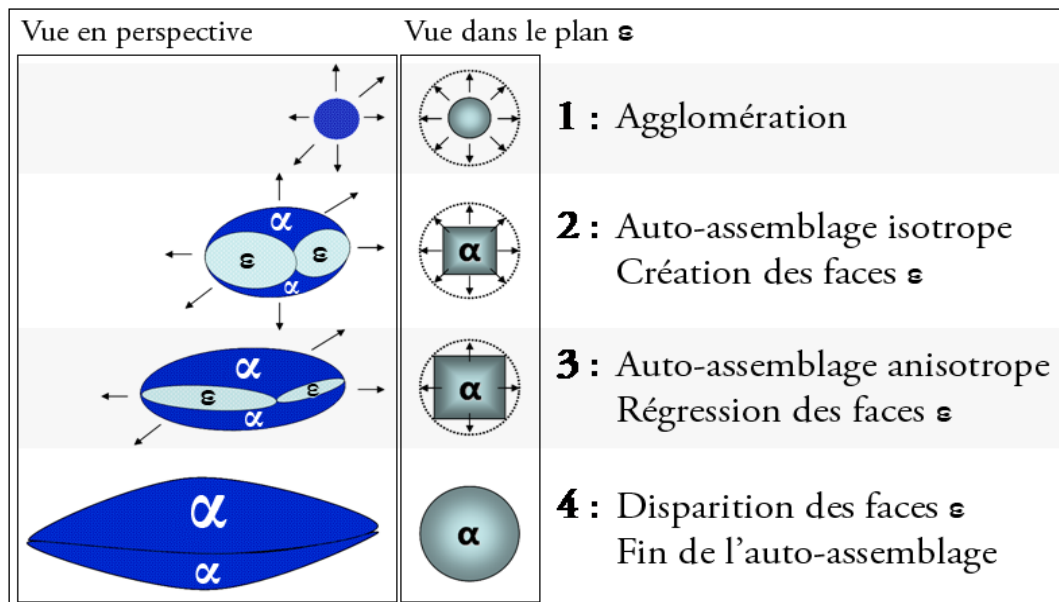 Vue en perspective
Vue dans le plan ε
1 : Agglomération
α
ε
ε
α
α
2 : Auto-assemblage isotrope
Création des faces ε
α
ε
ε
α
α
3 : Auto-assemblage anisotrope
Régression des faces ε
α
α
α
4 : Disparition des faces ε
Fin de l'auto-assemblage